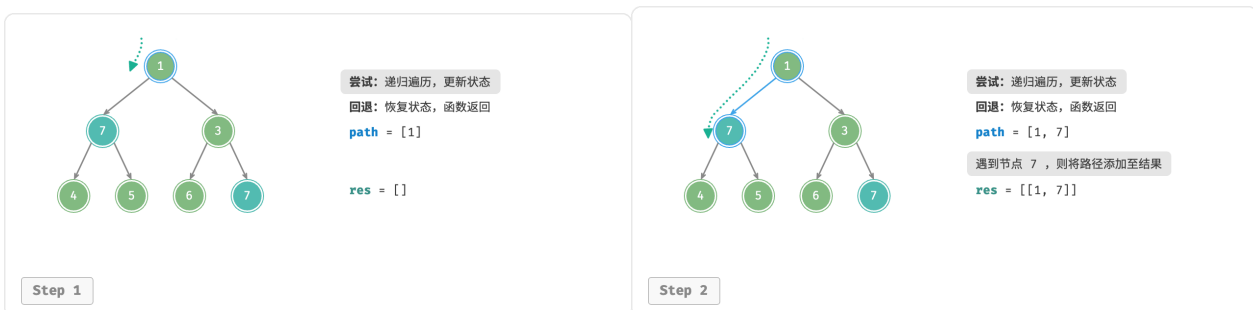 1
7
3
4
5
6
7
尝试：递归遍历，更新状态
回退：恢复状态，函数返回
path = [1]
res = []
Step 1
1
7
3
4
5
6
7
尝试：递归遍历，更新状态
回退：恢复状态，函数返回
path = [1, 7]
遇到节点 7 ，则将路径添加至结果
res = [[1, 7]]
Step 2